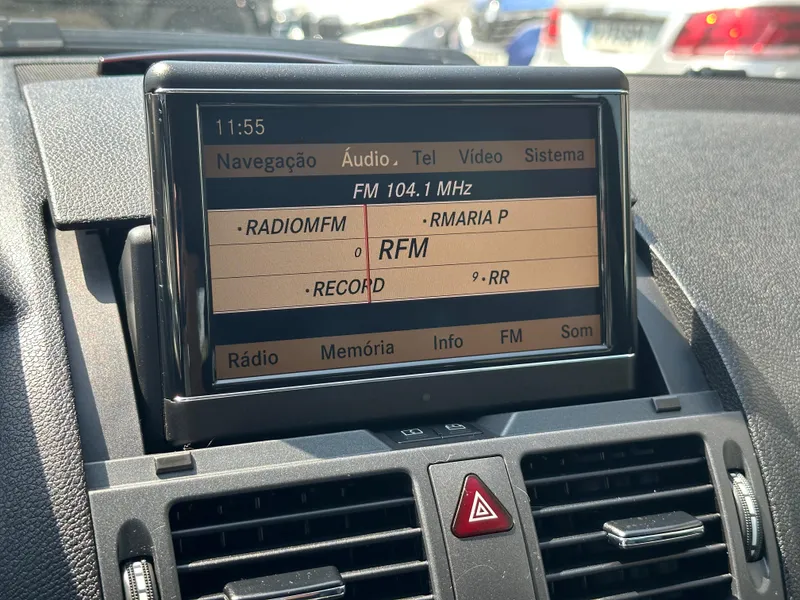 11:55
Navegação Áudio Tel Vídeo Sistema
FM 104.1 MHz
·RADIOMFM ·RMARIA P
0 RFM
·RECORD 9·RR
Rádio Memória Info FM Som